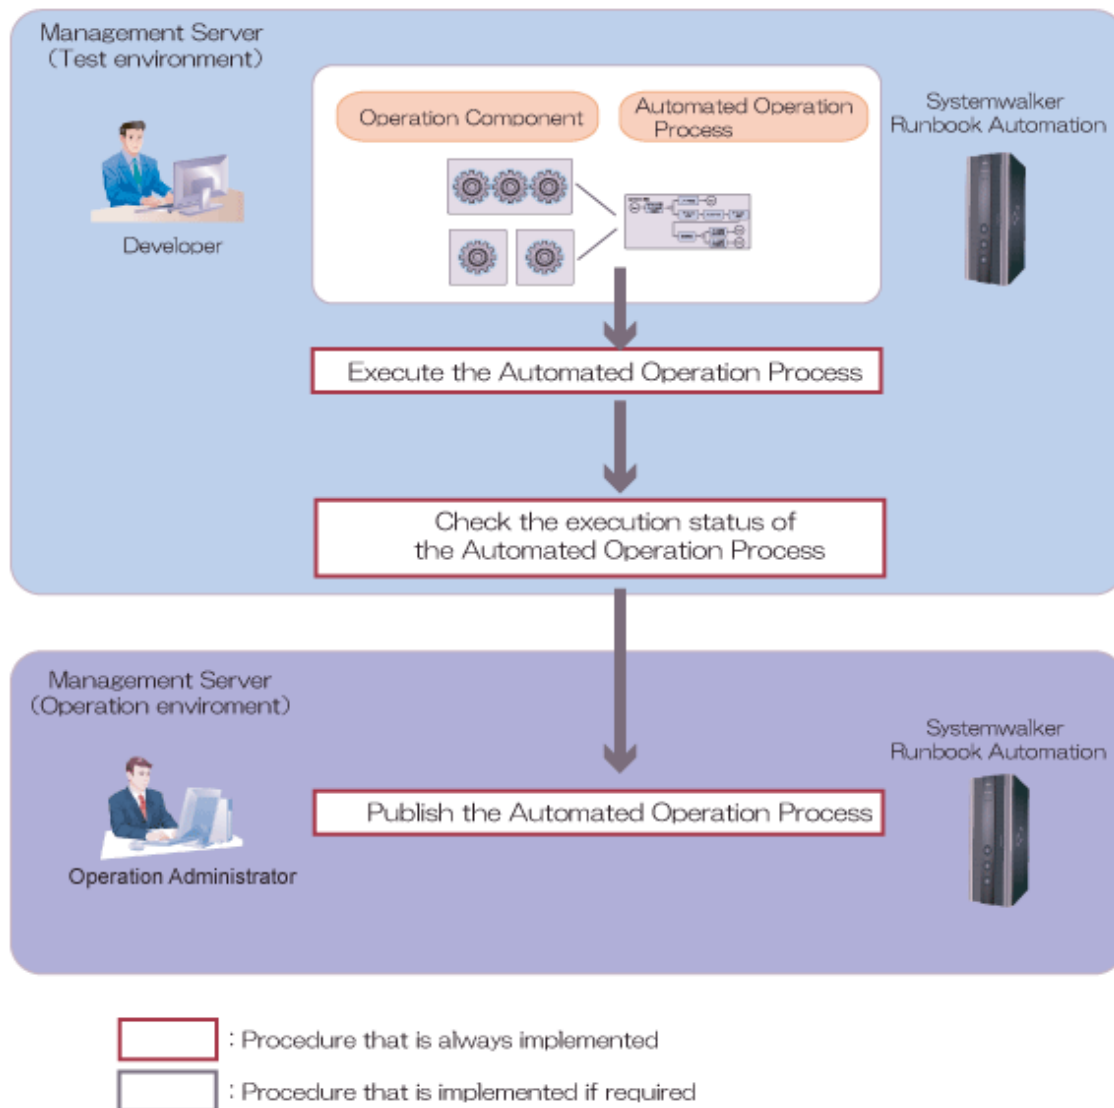 Management Server
(Test environment)
Operation Component
Automated Operation
Process
Systemwalker
Runbook Automation
Developer
Execute the Automated Operation Process
Check the execution status of
the Automated Operation Process
Management Server
(Operation enviroment)
Systemwalker
Runbook Automation
Publish the Automated Operation Process
Operation Administrator
: Procedure that is always implemented
: Procedure that is implemented if required